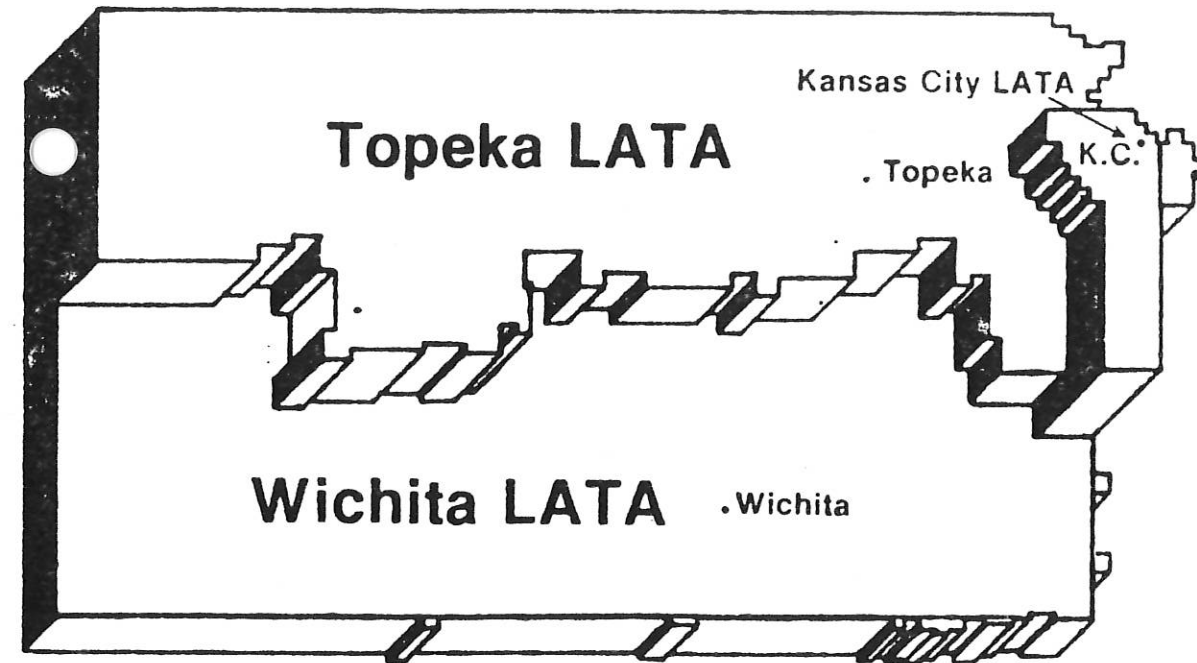 Kansas City LATA
Topeka LATA
K.C.
Topeka
Wichita LATA
Wichita